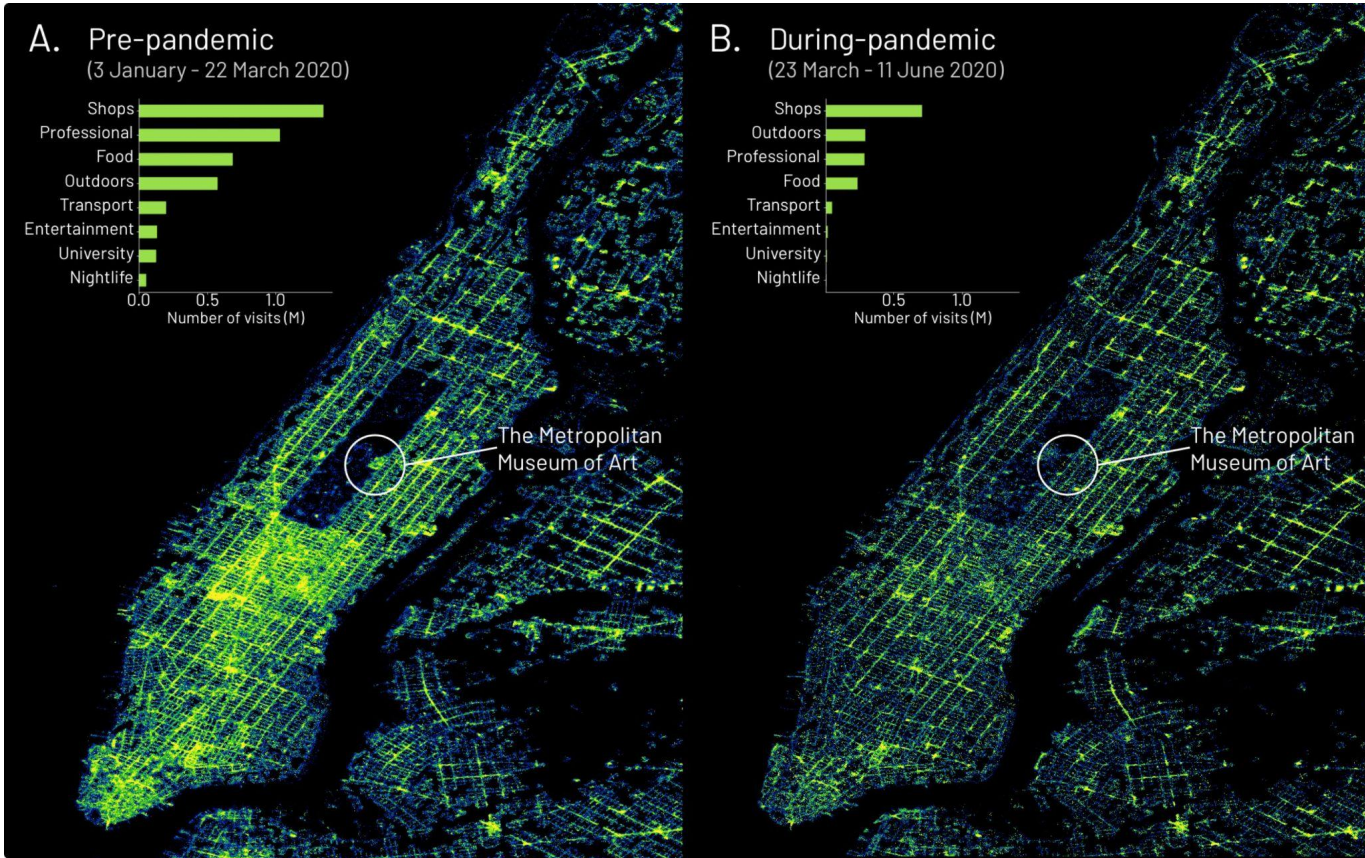 A. Pre-pandemic
(3 January - 22 March 2020)
Shops
Professional
Food
Outdoors
Transport
Entertainment
University
Nightlife
0.0 0.5 1.0
Number of visits (M)
The Metropolitan
Museum of Art
B. During-pandemic
(23 March - 11 June 2020)
Shops
Outdoors
Professional
Food
Transport
Entertainment
University
Nightlife
0.5 1.0
Number of visits (M)
The Metropolitan
Museum of Art